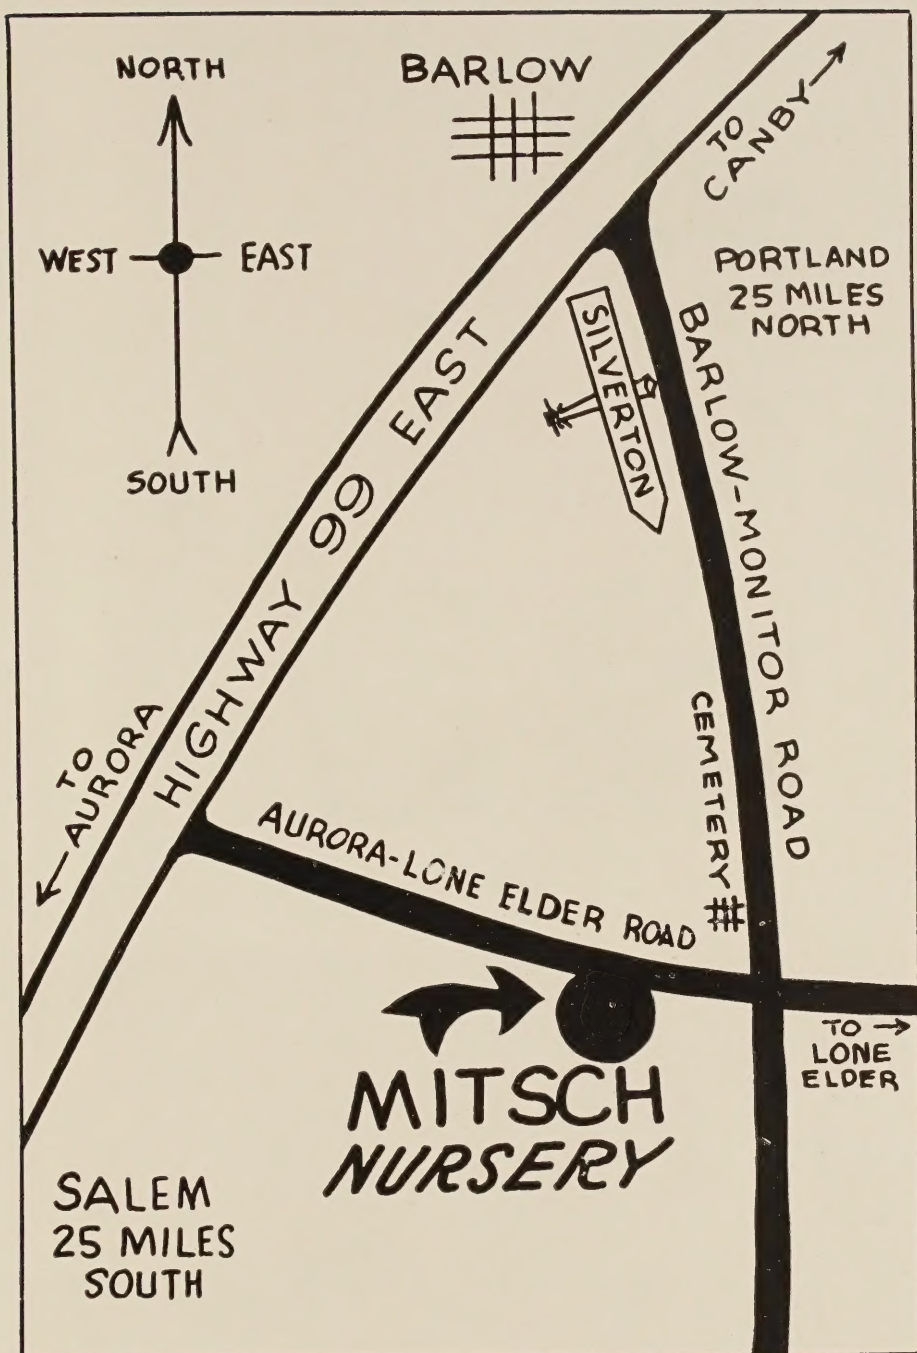 NORTH
BARLOW
TO
CANBY
WEST
EAST
PORTLAND
25 MILES
NORTH
SILVERTON
BARLOW-MONITOR ROAD
SOUTH
HIGHWAY 99 EAST
TO
AURORA
CEMETERY
AURORA-LONE ELDER ROAD
TO
LONE
ELDER
MITSCH
NURSERY
SALEM
25 MILES
SOUTH